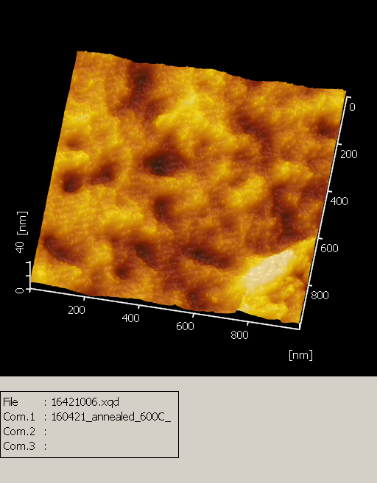 0
200
400
600
800
40 [nm]
0
200
400
600
800
[nm]
File : 16421006.xqd
Com.1 : 160421_annealed_600C_
Com.2 :
Com.3 :